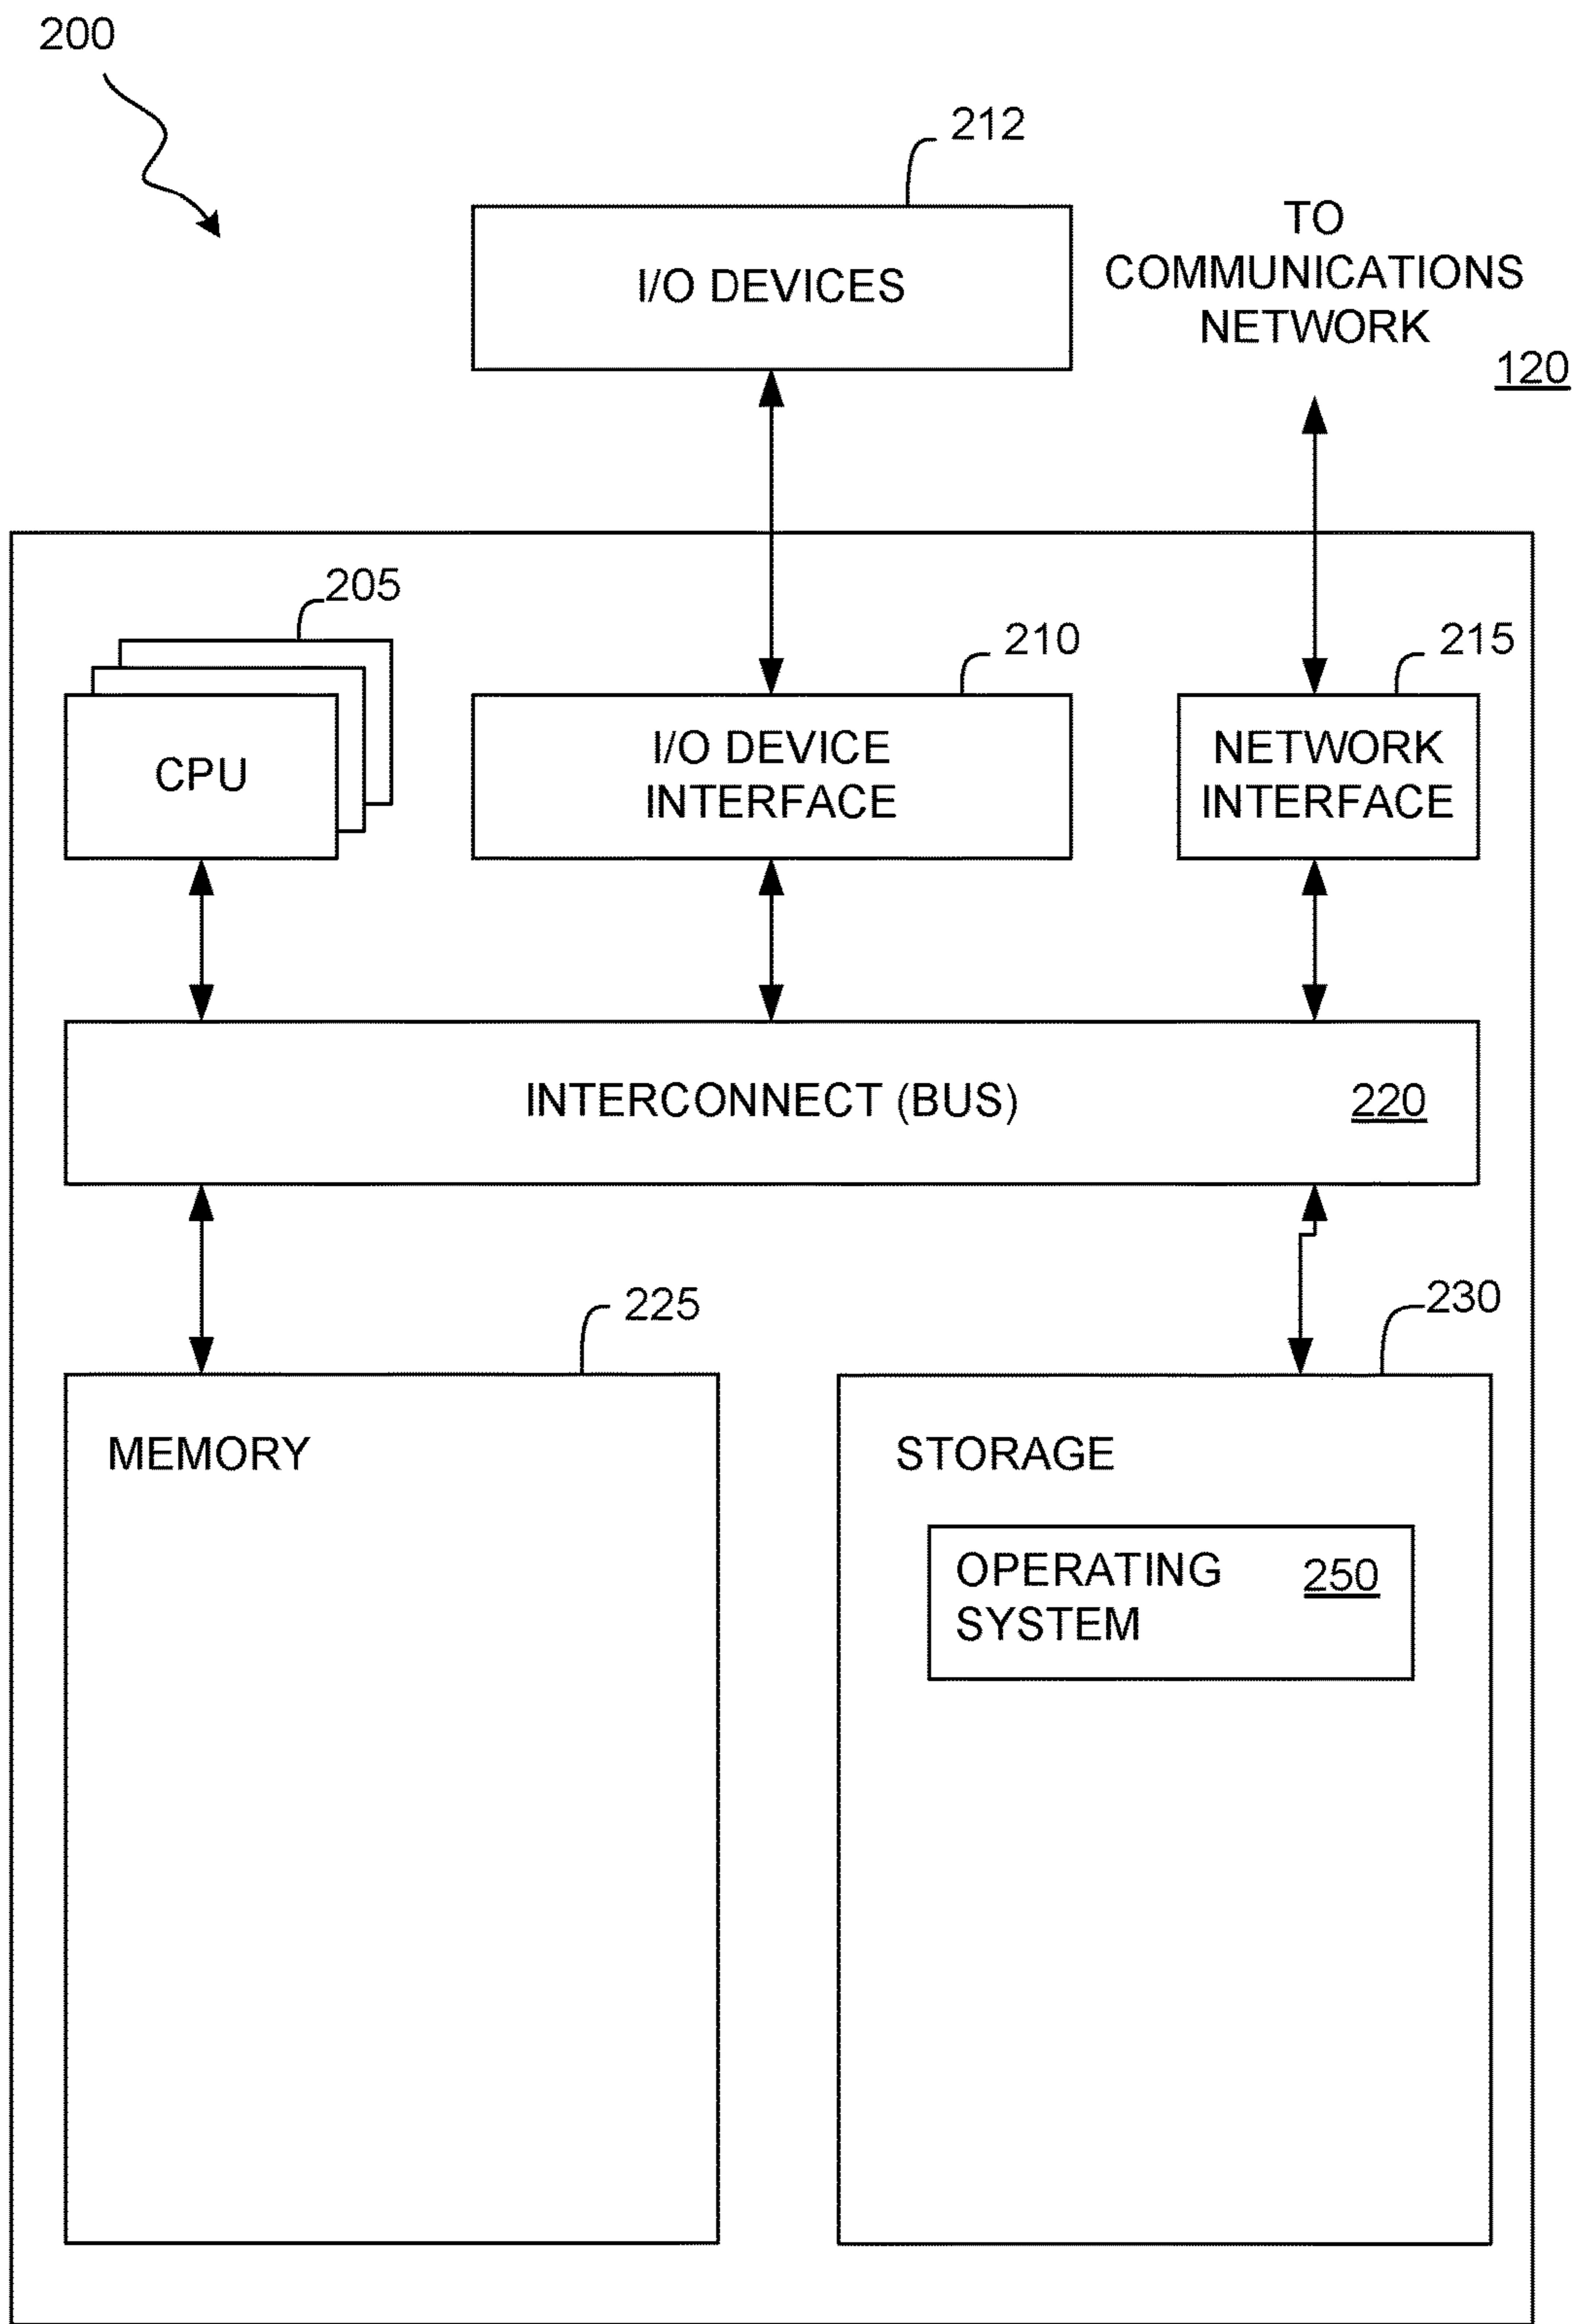 200
212
I/O DEVICES
TO
COMMUNICATIONS
NETWORK
120
205
CPU
210
I/O DEVICE
INTERFACE
215
NETWORK
INTERFACE
INTERCONNECT (BUS)
220
225
MEMORY
230
STORAGE
OPERATING
SYSTEM
250